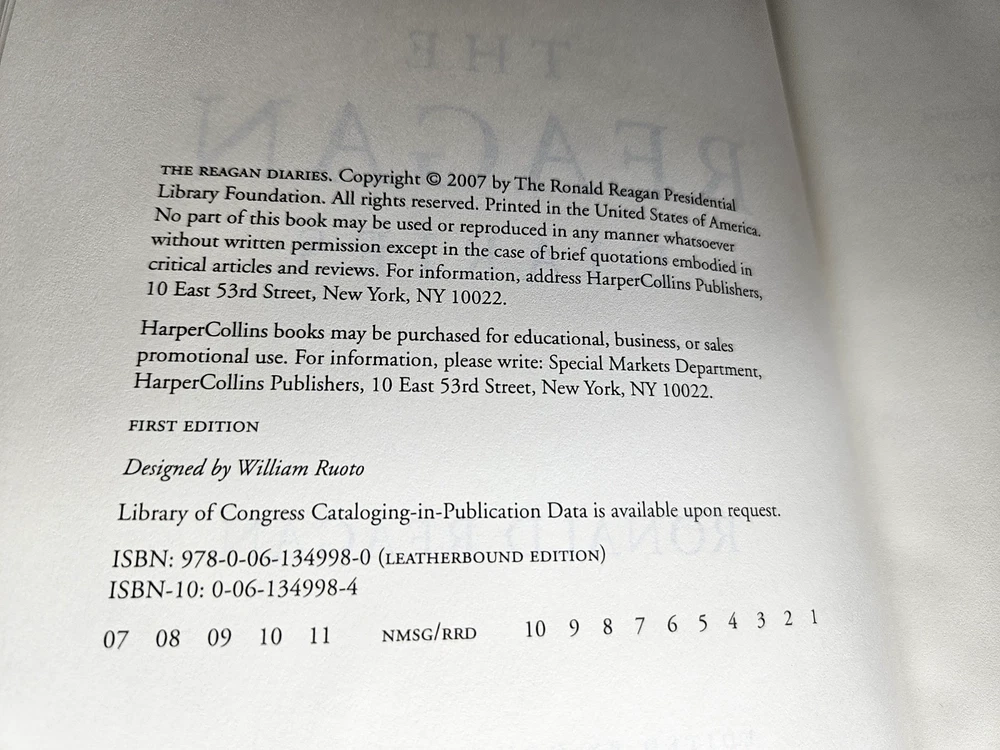 THE REAGAN DIARIES. Copyright © 2007 by The Ronald Reagan Presidential
Library Foundation. All rights reserved. Printed in the United States of America.
No part of this book may be used or reproduced in any manner whatsoever
without written permission except in the case of brief quotations embodied in
critical articles and reviews. For information, address HarperCollins Publishers,
10 East 53rd Street, New York, NY 10022.
HarperCollins books may be purchased for educational, business, or sales
promotional use. For information, please write: Special Markets Department,
HarperCollins Publishers, 10 East 53rd Street, New York, NY 10022.
FIRST EDITION
Designed by William Ruoto
Library of Congress Cataloging-in-Publication Data is available upon request.
ISBN: 978-0-06-134998-0 (LEATHERBOUND EDITION)
ISBN-10: 0-06-134998-4
07 08 09 10 11 NMSG/RRD 10 9 8 7 6 5 4 3 2 1